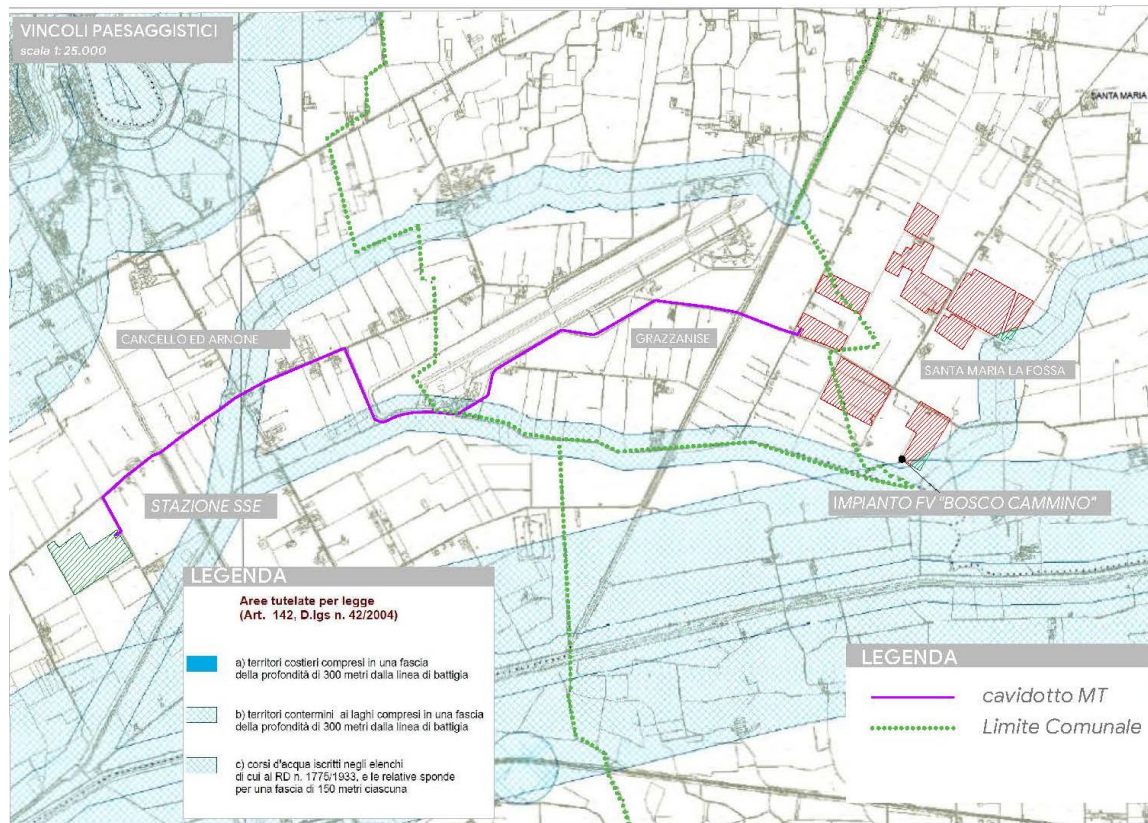 VINCOLI PAESAGGISTICI
scala 1: 25.000
SANTA MARIA
CANCELLO ED ARNONE
GRAZZANISE
SANTA MARIA LA FOSSA
STAZIONE SSE
IMPIANTO FV "BOSCO CAMMINO"
LEGENDA
Aree tutelate per legge
(Art. 142, D.lgs n. 42/2004)
a) territori costieri compresi in una fascia
della profondità di 300 metri dalla linea di battigia
b) territori contermini ai laghi compresi in una fascia
della profondità di 300 metri dalla linea di battigia
c) corsi d'acqua iscritti negli elenchi
di cui al RD n. 1775/1933, e le relative sponde
per una fascia di 150 metri ciascuna
LEGENDA
cavidotto MT
Limite Comunale